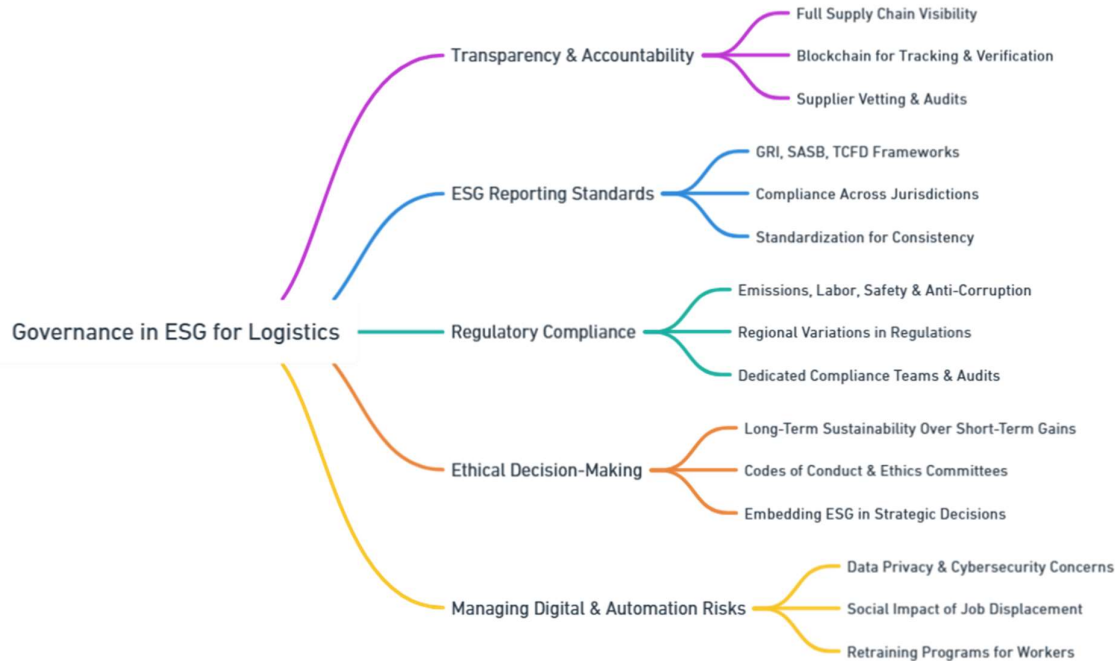 Governance in ESG for Logistics
Transparency & Accountability
Full Supply Chain Visibility
Blockchain for Tracking & Verification
Supplier Vetting & Audits
ESG Reporting Standards
GRI, SASB, TCFD Frameworks
Compliance Across Jurisdictions
Standardization for Consistency
Regulatory Compliance
Emissions, Labor, Safety & Anti-Corruption
Regional Variations in Regulations
Dedicated Compliance Teams & Audits
Ethical Decision-Making
Long-Term Sustainability Over Short-Term Gains
Codes of Conduct & Ethics Committees
Embedding ESG in Strategic Decisions
Managing Digital & Automation Risks
Data Privacy & Cybersecurity Concerns
Social Impact of Job Displacement
Retraining Programs for Workers